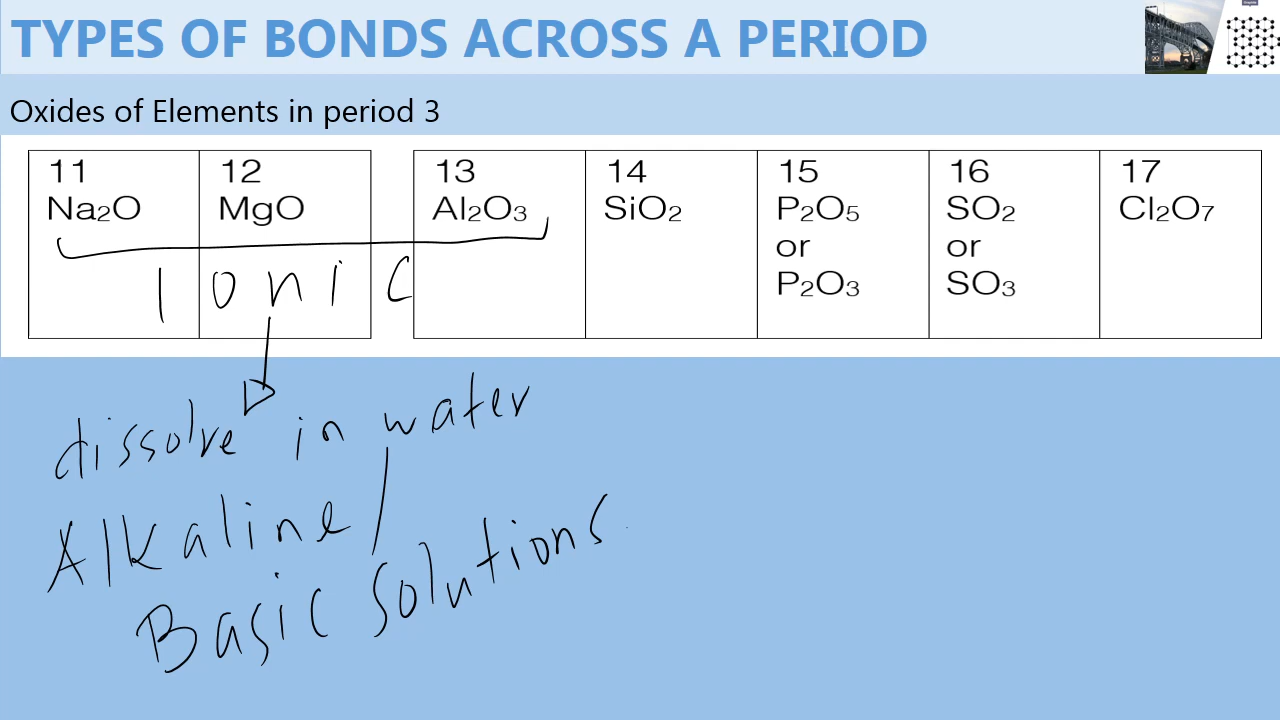 TYPES OF BONDS ACROSS A PERIOD
Oxides of Elements in period 3
11 12 13 14 15 16 17
Na₂O MgO Al₂O₃ SiO₂ P₂O₅ SO₂ Cl₂O₇
or or
P₂O₃ SO₃
Ionic
dissolve in water
Alkaline/
Basic solutions